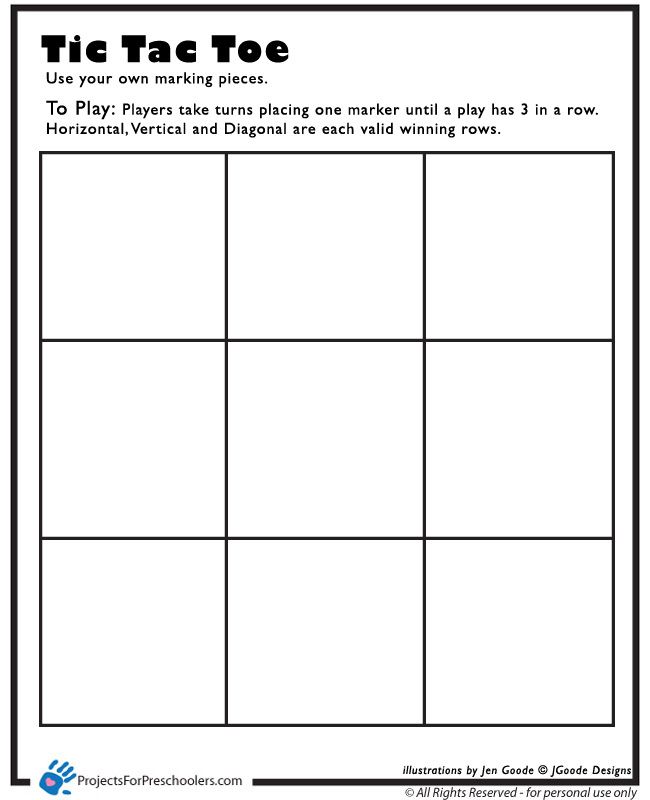 Tic Tac Toe
Use your own marking pieces.
To Play: Players take turns placing one marker until a play has 3 in a row.
Horizontal, Vertical and Diagonal are each valid winning rows.
illustrations by Jen Goode © JGoode Designs
ProjectsForPreschoolers.com
© All Rights Reserved - for personal use only